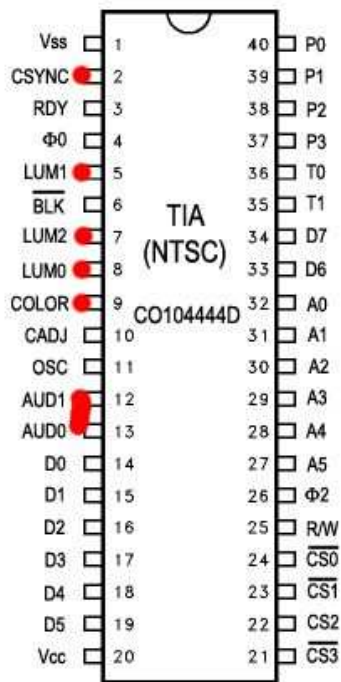 Vss 1 40 P0
CSYNC 2 39 P1
RDY 3 38 P2
Φ0 4 37 P3
LUM1 5 36 T0
BLK 6 35 T1
LUM2 7 34 D7
LUM0 8 33 D6
COLOR 9 32 A0
CADJ 10 31 A1
OSC 11 30 A2
AUD1 12 29 A3
AUD0 13 28 A4
D0 14 27 A5
D1 15 26 Φ2
D2 16 25 R/W
D3 17 24 CS0
D4 18 23 CS1
D5 19 22 CS2
Vcc 20 21 CS3
TIA
(NTSC)
CO104444D